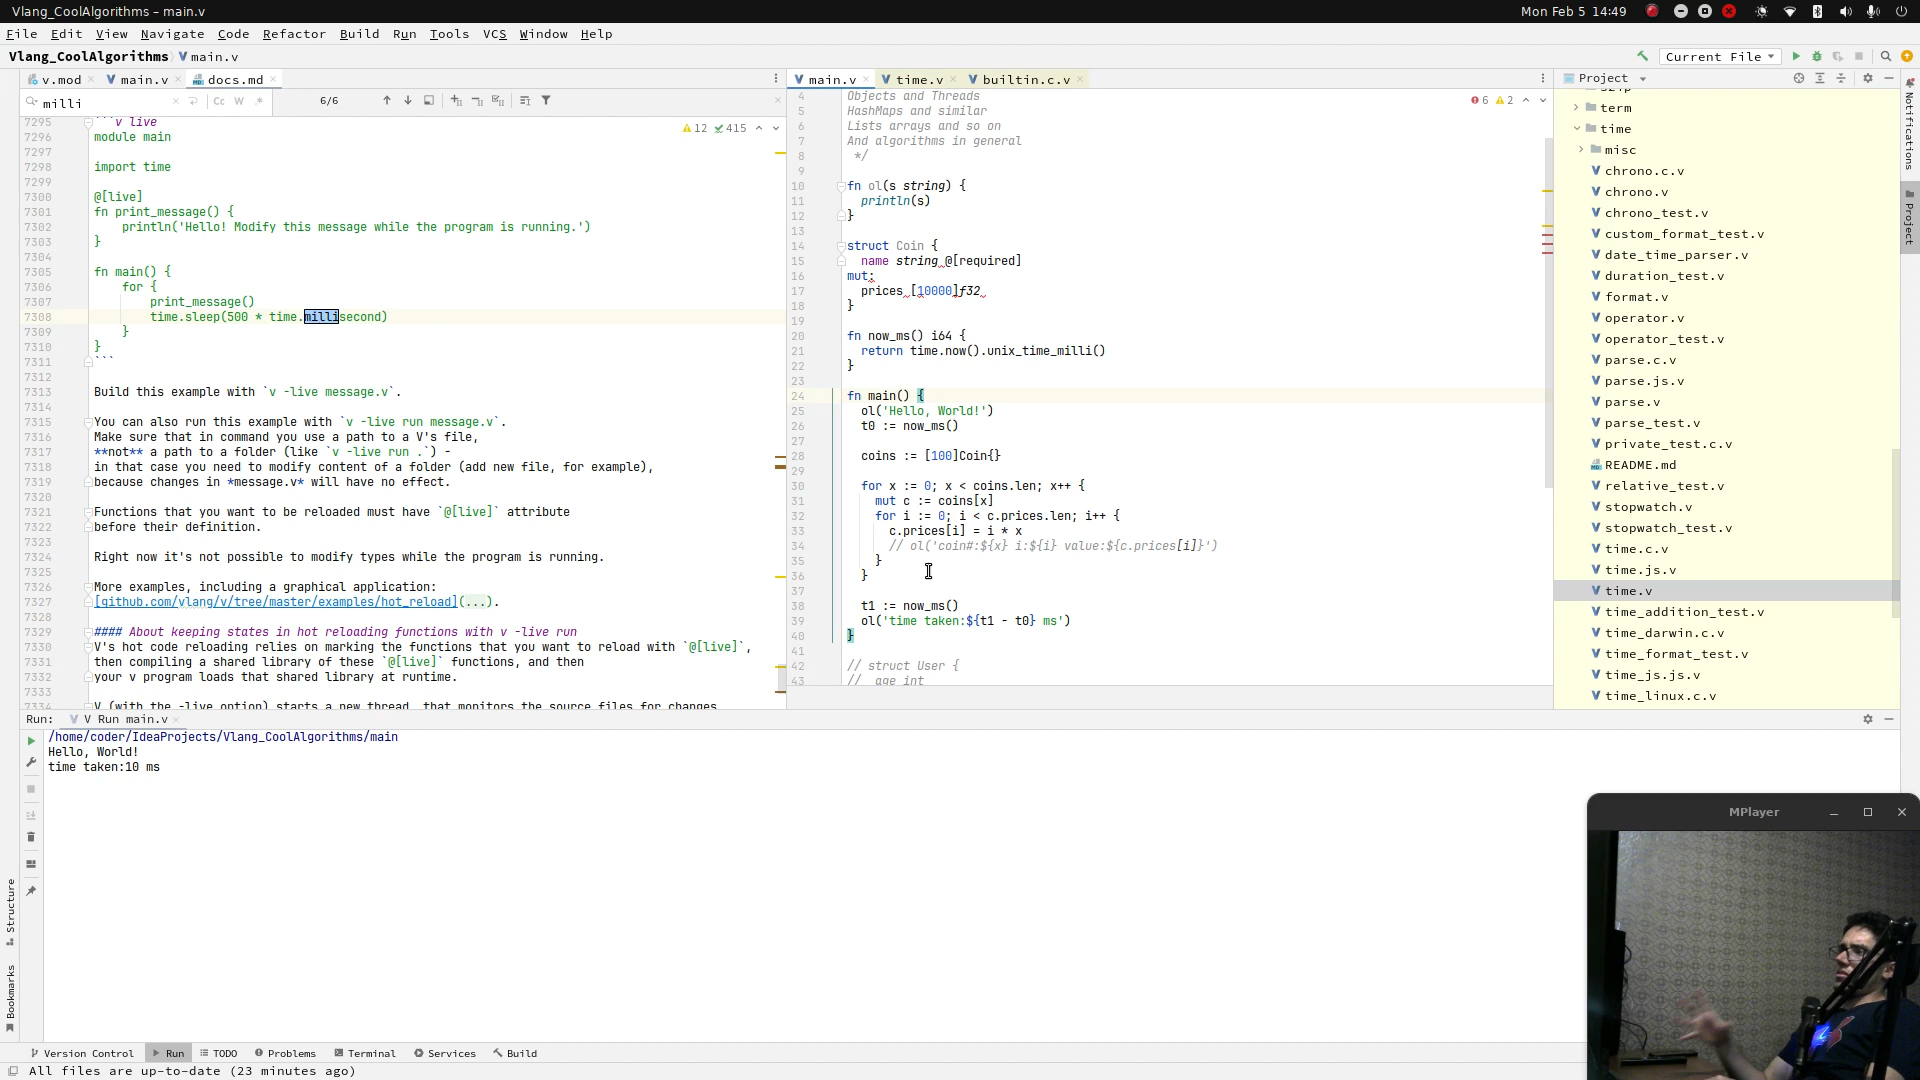 Vlang_CoolAlgorithms – main.v
Mon Feb 5 14:49
File Edit View Navigate Code Refactor Build Run Tools VCS Window Help
Vlang_CoolAlgorithms main.v
Current File
v.mod main.v docs.md
milli
Cc W .*
6/6
12 415
7295 ```v live
7296 module main
7297
7298 import time
7299
7300 @[live]
7301 fn print_message() {
7302 println('Hello! Modify this message while the program is running.')
7303 }
7304
7305 fn main() {
7306 for {
7307 print_message()
7308 time.sleep(500 * time.millisecond)
7309 }
7310 }
7311 ```
7312
7313 Build this example with `v -live message.v`.
7314
7315 You can also run this example with `v -live run message.v`.
7316 Make sure that in command you use a path to a V's file,
7317 **not** a path to a folder (like `v -live run .`) -
7318 in that case you need to modify content of a folder (add new file, for example),
7319 because changes in *message.v* will have no effect.
7320
7321 Functions that you want to be reloaded must have `@[live]` attribute
7322 before their definition.
7323
7324 Right now it's not possible to modify types while the program is running.
7325
7326 More examples, including a graphical application:
7327 [github.com/vlang/v/tree/master/examples/hot_reload](...).
7328
7329 #### About keeping states in hot reloading functions with v -live run
7330 V's hot code reloading relies on marking the functions that you want to reload with `@[live]`,
7331 then compiling a shared library of these `@[live]` functions, and then
7332 your v program loads that shared library at runtime.
7333
7334 V (with the -live option) starts a new thread, that monitors the source files for changes,
main.v time.v builtin.c.v
6 2
4 Objects and Threads
5 HashMaps and similar
6 Lists arrays and so on
7 And algorithms in general
8 */
9
10 fn ol(s string) {
11 println(s)
12 }
13
14 struct Coin {
15 name string @[required]
16 mut:
17 prices [10000]f32
18 }
19
20 fn now_ms() i64 {
21 return time.now().unix_time_milli()
22 }
23
24 fn main() {
25 ol('Hello, World!')
26 t0 := now_ms()
27
28 coins := [100]Coin{}
29
30 for x := 0; x < coins.len; x++ {
31 mut c := coins[x]
32 for i := 0; i < c.prices.len; i++ {
33 c.prices[i] = i * x
34 // ol('coin#:${x} i:${i} value:${c.prices[i]}')
35 }
36 }
37
38 t1 := now_ms()
39 ol('time taken:${t1 - t0} ms')
40 }
41
42 // struct User {
43 // age int
Project
term
time
misc
chrono.c.v
chrono.v
chrono_test.v
custom_format_test.v
date_time_parser.v
duration_test.v
format.v
operator.v
operator_test.v
parse.c.v
parse.js.v
parse.v
parse_test.v
private_test.c.v
README.md
relative_test.v
stopwatch.v
stopwatch_test.v
time.c.v
time.js.v
time.v
time_addition_test.v
time_darwin.c.v
time_format_test.v
time_js.js.v
time_linux.c.v
Notifications
Project
Run: V Run main.v
/home/coder/IdeaProjects/Vlang_CoolAlgorithms/main
Hello, World!
time taken:10 ms
MPlayer
Structure
Bookmarks
Version Control Run TODO Problems Terminal Services Build
All files are up-to-date (23 minutes ago)